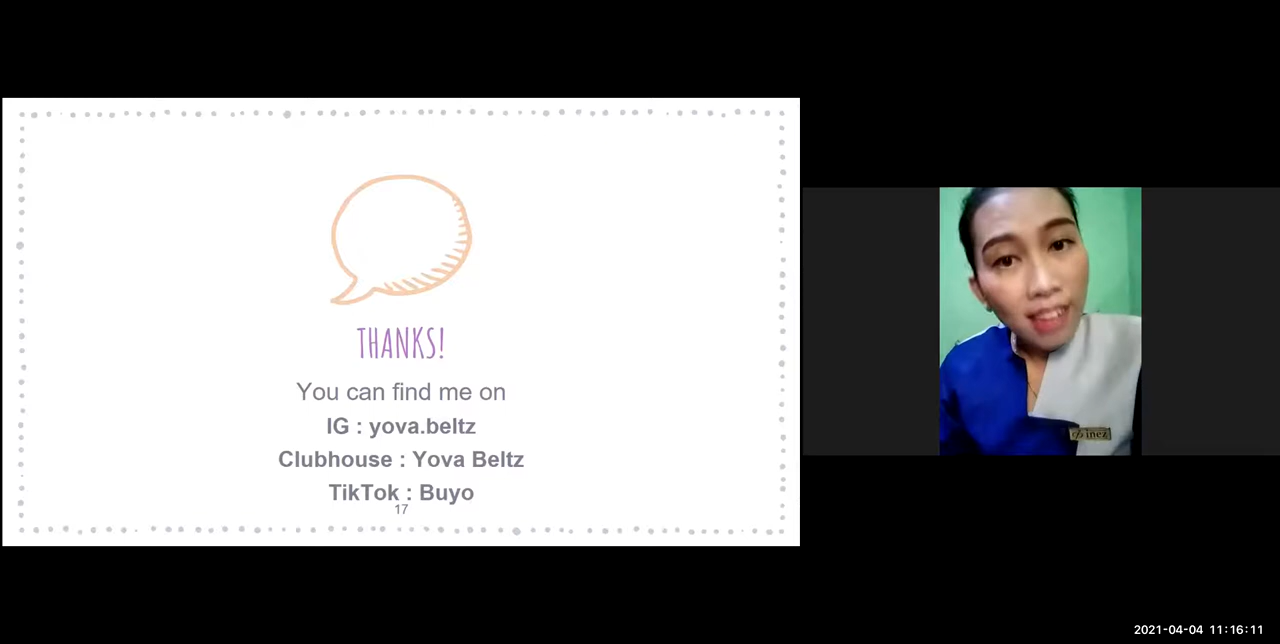 THANKS!
You can find me on
IG : yova.beltz
Clubhouse : Yova Beltz
TikTok : Buyo
17
inez
2021-04-04 11:16:11